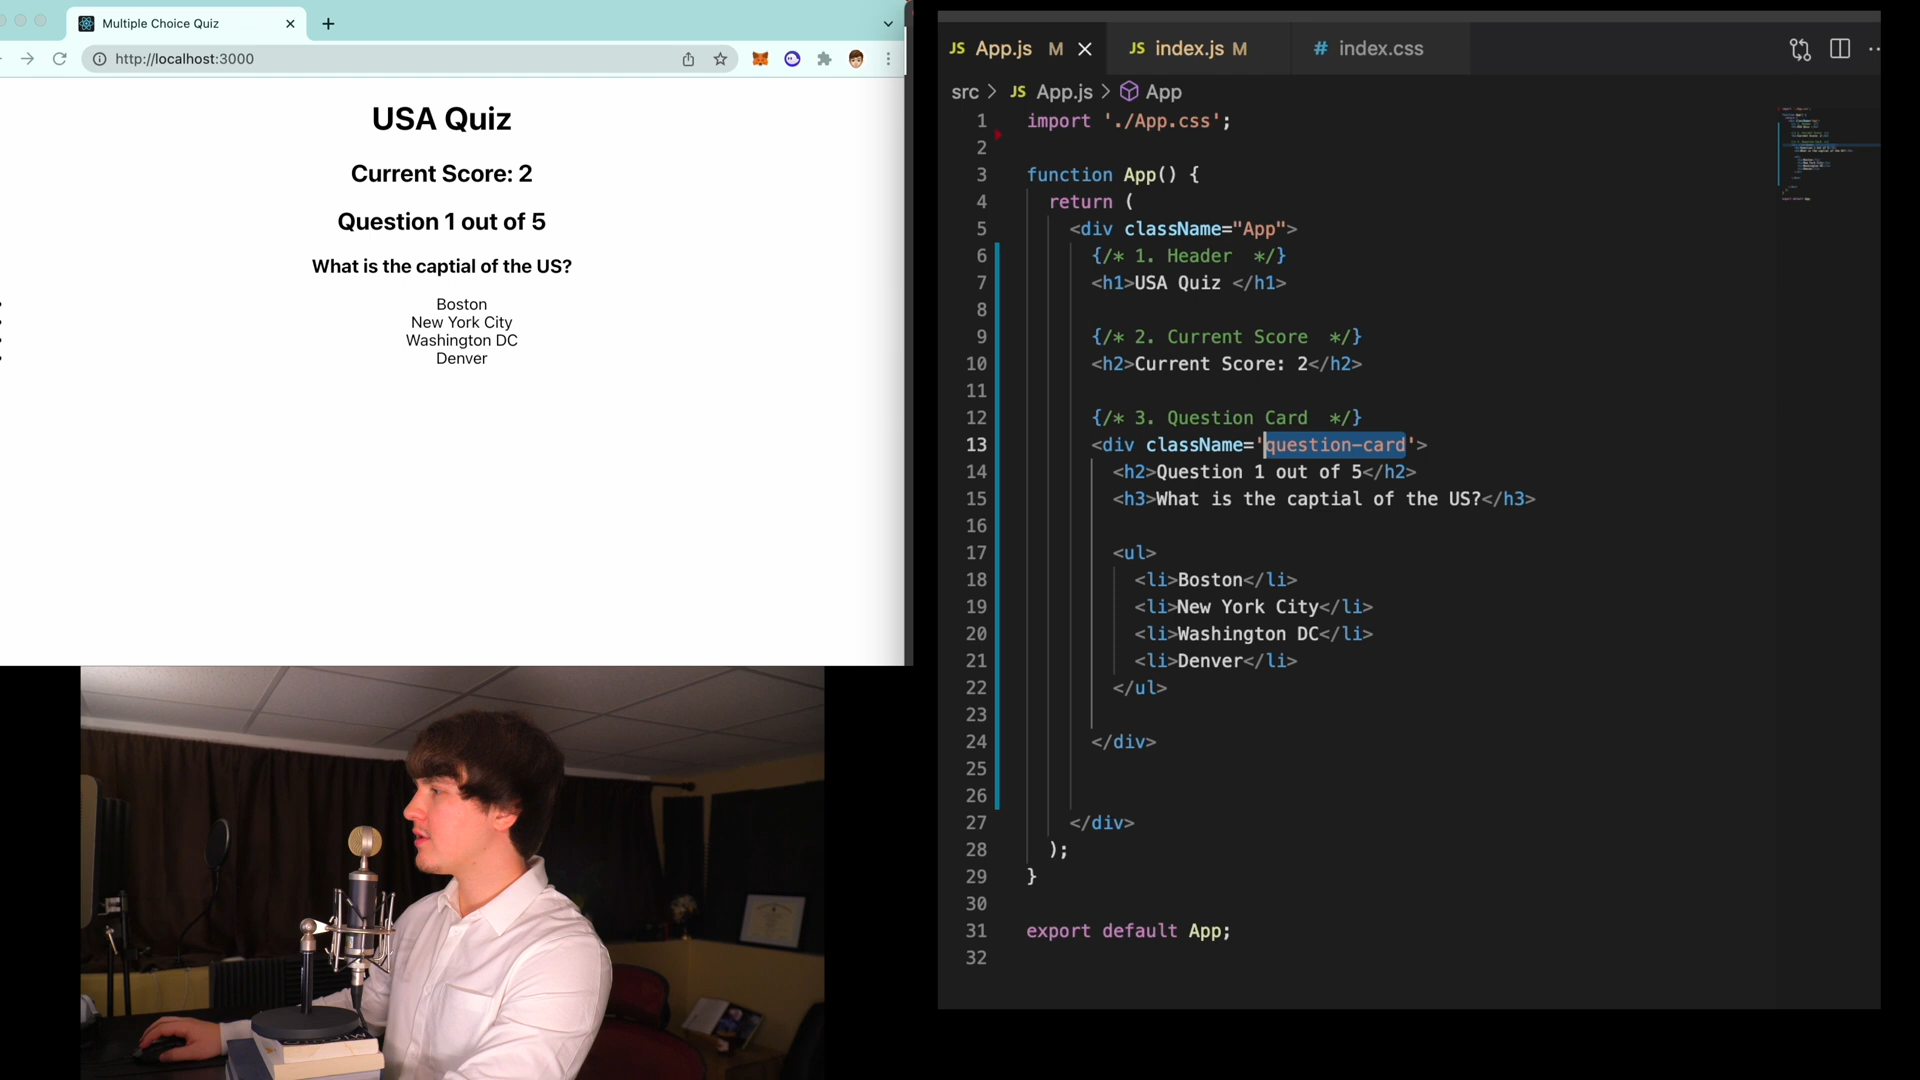 Multiple Choice Quiz
http://localhost:3000
USA Quiz
Current Score: 2
Question 1 out of 5
What is the captial of the US?
Boston
New York City
Washington DC
Denver
JS App.js M
JS index.js M
# index.css
src > JS App.js > App
1 import './App.css';
2
3 function App() {
4 return (
5 <div className="App">
6 {/* 1. Header */}
7 <h1>USA Quiz </h1>
8
9 {/* 2. Current Score */}
10 <h2>Current Score: 2</h2>
11
12 {/* 3. Question Card */}
13 <div className='question-card'>
14 <h2>Question 1 out of 5</h2>
15 <h3>What is the captial of the US?</h3>
16
17 <ul>
18 <li>Boston</li>
19 <li>New York City</li>
20 <li>Washington DC</li>
21 <li>Denver</li>
22 </ul>
23
24 </div>
25
26
27 </div>
28 );
29 }
30
31 export default App;
32